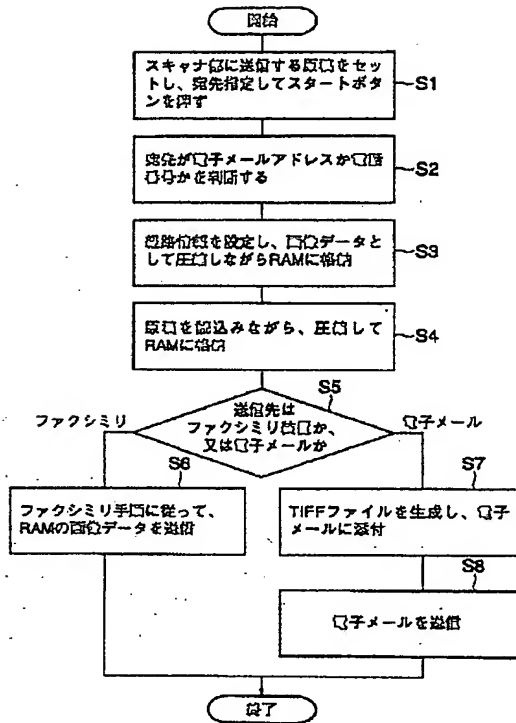 開始
スキャナ部に送信する原稿をセット
し、宛先指定してスタートボタ
ンを押す
S1
宛先が電子メールアドレスか電話
番号かを判断する
S2
を設定し、画像データと
して圧縮しながらRAMに格納
S3
原稿を読込みながら、圧縮して
RAMに格納
S4
S5
送信先は
ファクシミリ装置か、
又は電子メールか
ファクシミリ
電子メール
S6
ファクシミリ手順に従って、
RAMの画像データを送信
S7
TIFFファイルを生成し、電子
メールに添付
S8
電子メールを送信
終了